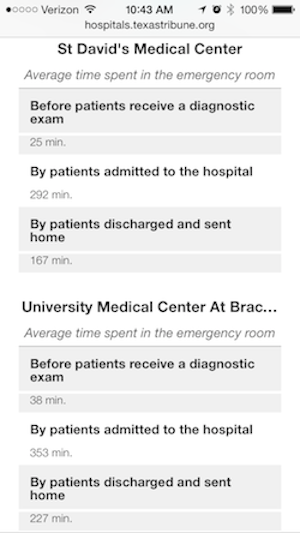 Verizon 10:43 AM 100%
hospitals.texastribune.org
St David's Medical Center
Average time spent in the emergency room
Before patients receive a diagnostic
exam
25 min.
By patients admitted to the hospital
292 min.
By patients discharged and sent
home
167 min.
University Medical Center At Brac...
Average time spent in the emergency room
Before patients receive a diagnostic
exam
38 min.
By patients admitted to the hospital
353 min.
By patients discharged and sent
home
227 min.